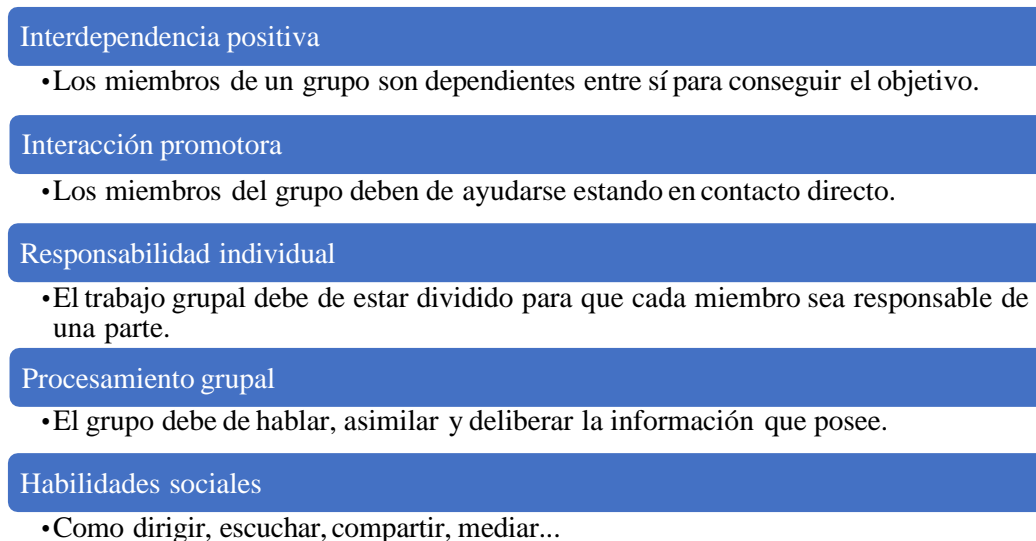 Interdependencia positiva
•Los miembros de un grupo son dependientes entre sí para conseguir el objetivo.
Interacción promotora
•Los miembros del grupo deben de ayudarse estando en contacto directo.
Responsabilidad individual
•El trabajo grupal debe de estar dividido para que cada miembro sea responsable de
una parte.
Procesamiento grupal
•El grupo debe de hablar, asimilar y deliberar la información que posee.
Habilidades sociales
•Como dirigir, escuchar, compartir, mediar...